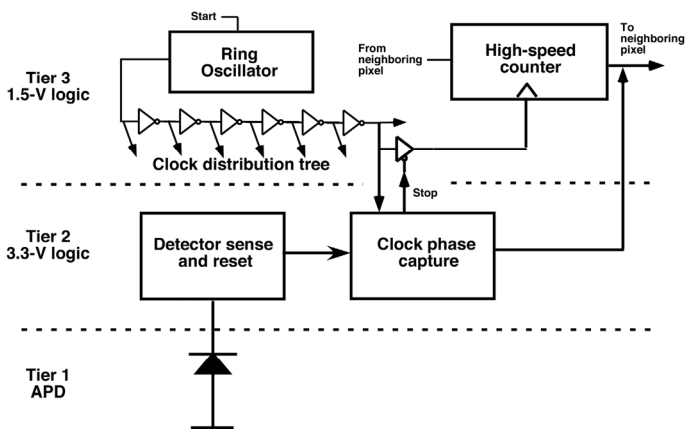 Start
Ring
Oscillator
From
neighboring
pixel
High-speed
counter
To
neighboring
pixel
Tier 3
1.5-V logic
Clock distribution tree
Stop
Tier 2
3.3-V logic
Detector sense
and reset
Clock phase
capture
Tier 1
APD